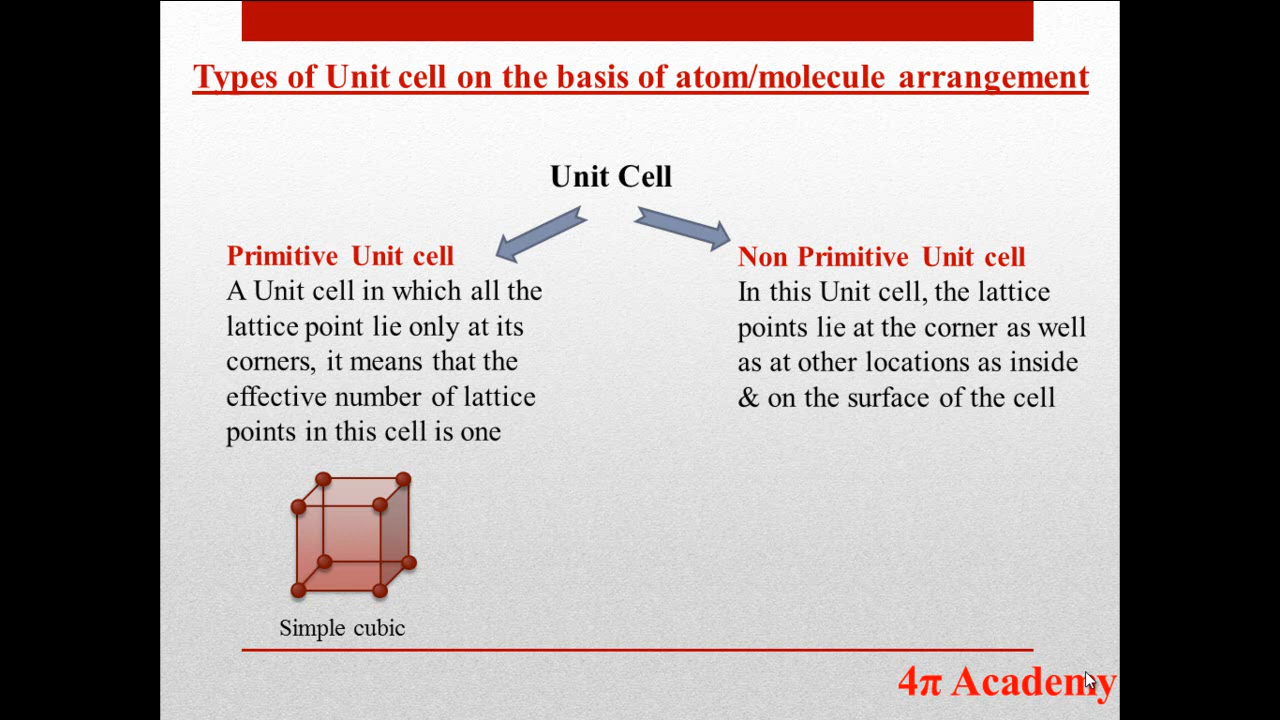 Types of Unit cell on the basis of atom/molecule arrangement
Unit Cell
Primitive Unit cell
A Unit cell in which all the
lattice point lie only at its
corners, it means that the
effective number of lattice
points in this cell is one
Non Primitive Unit cell
In this Unit cell, the lattice
points lie at the corner as well
as at other locations as inside
& on the surface of the cell
Simple cubic
4π Academy